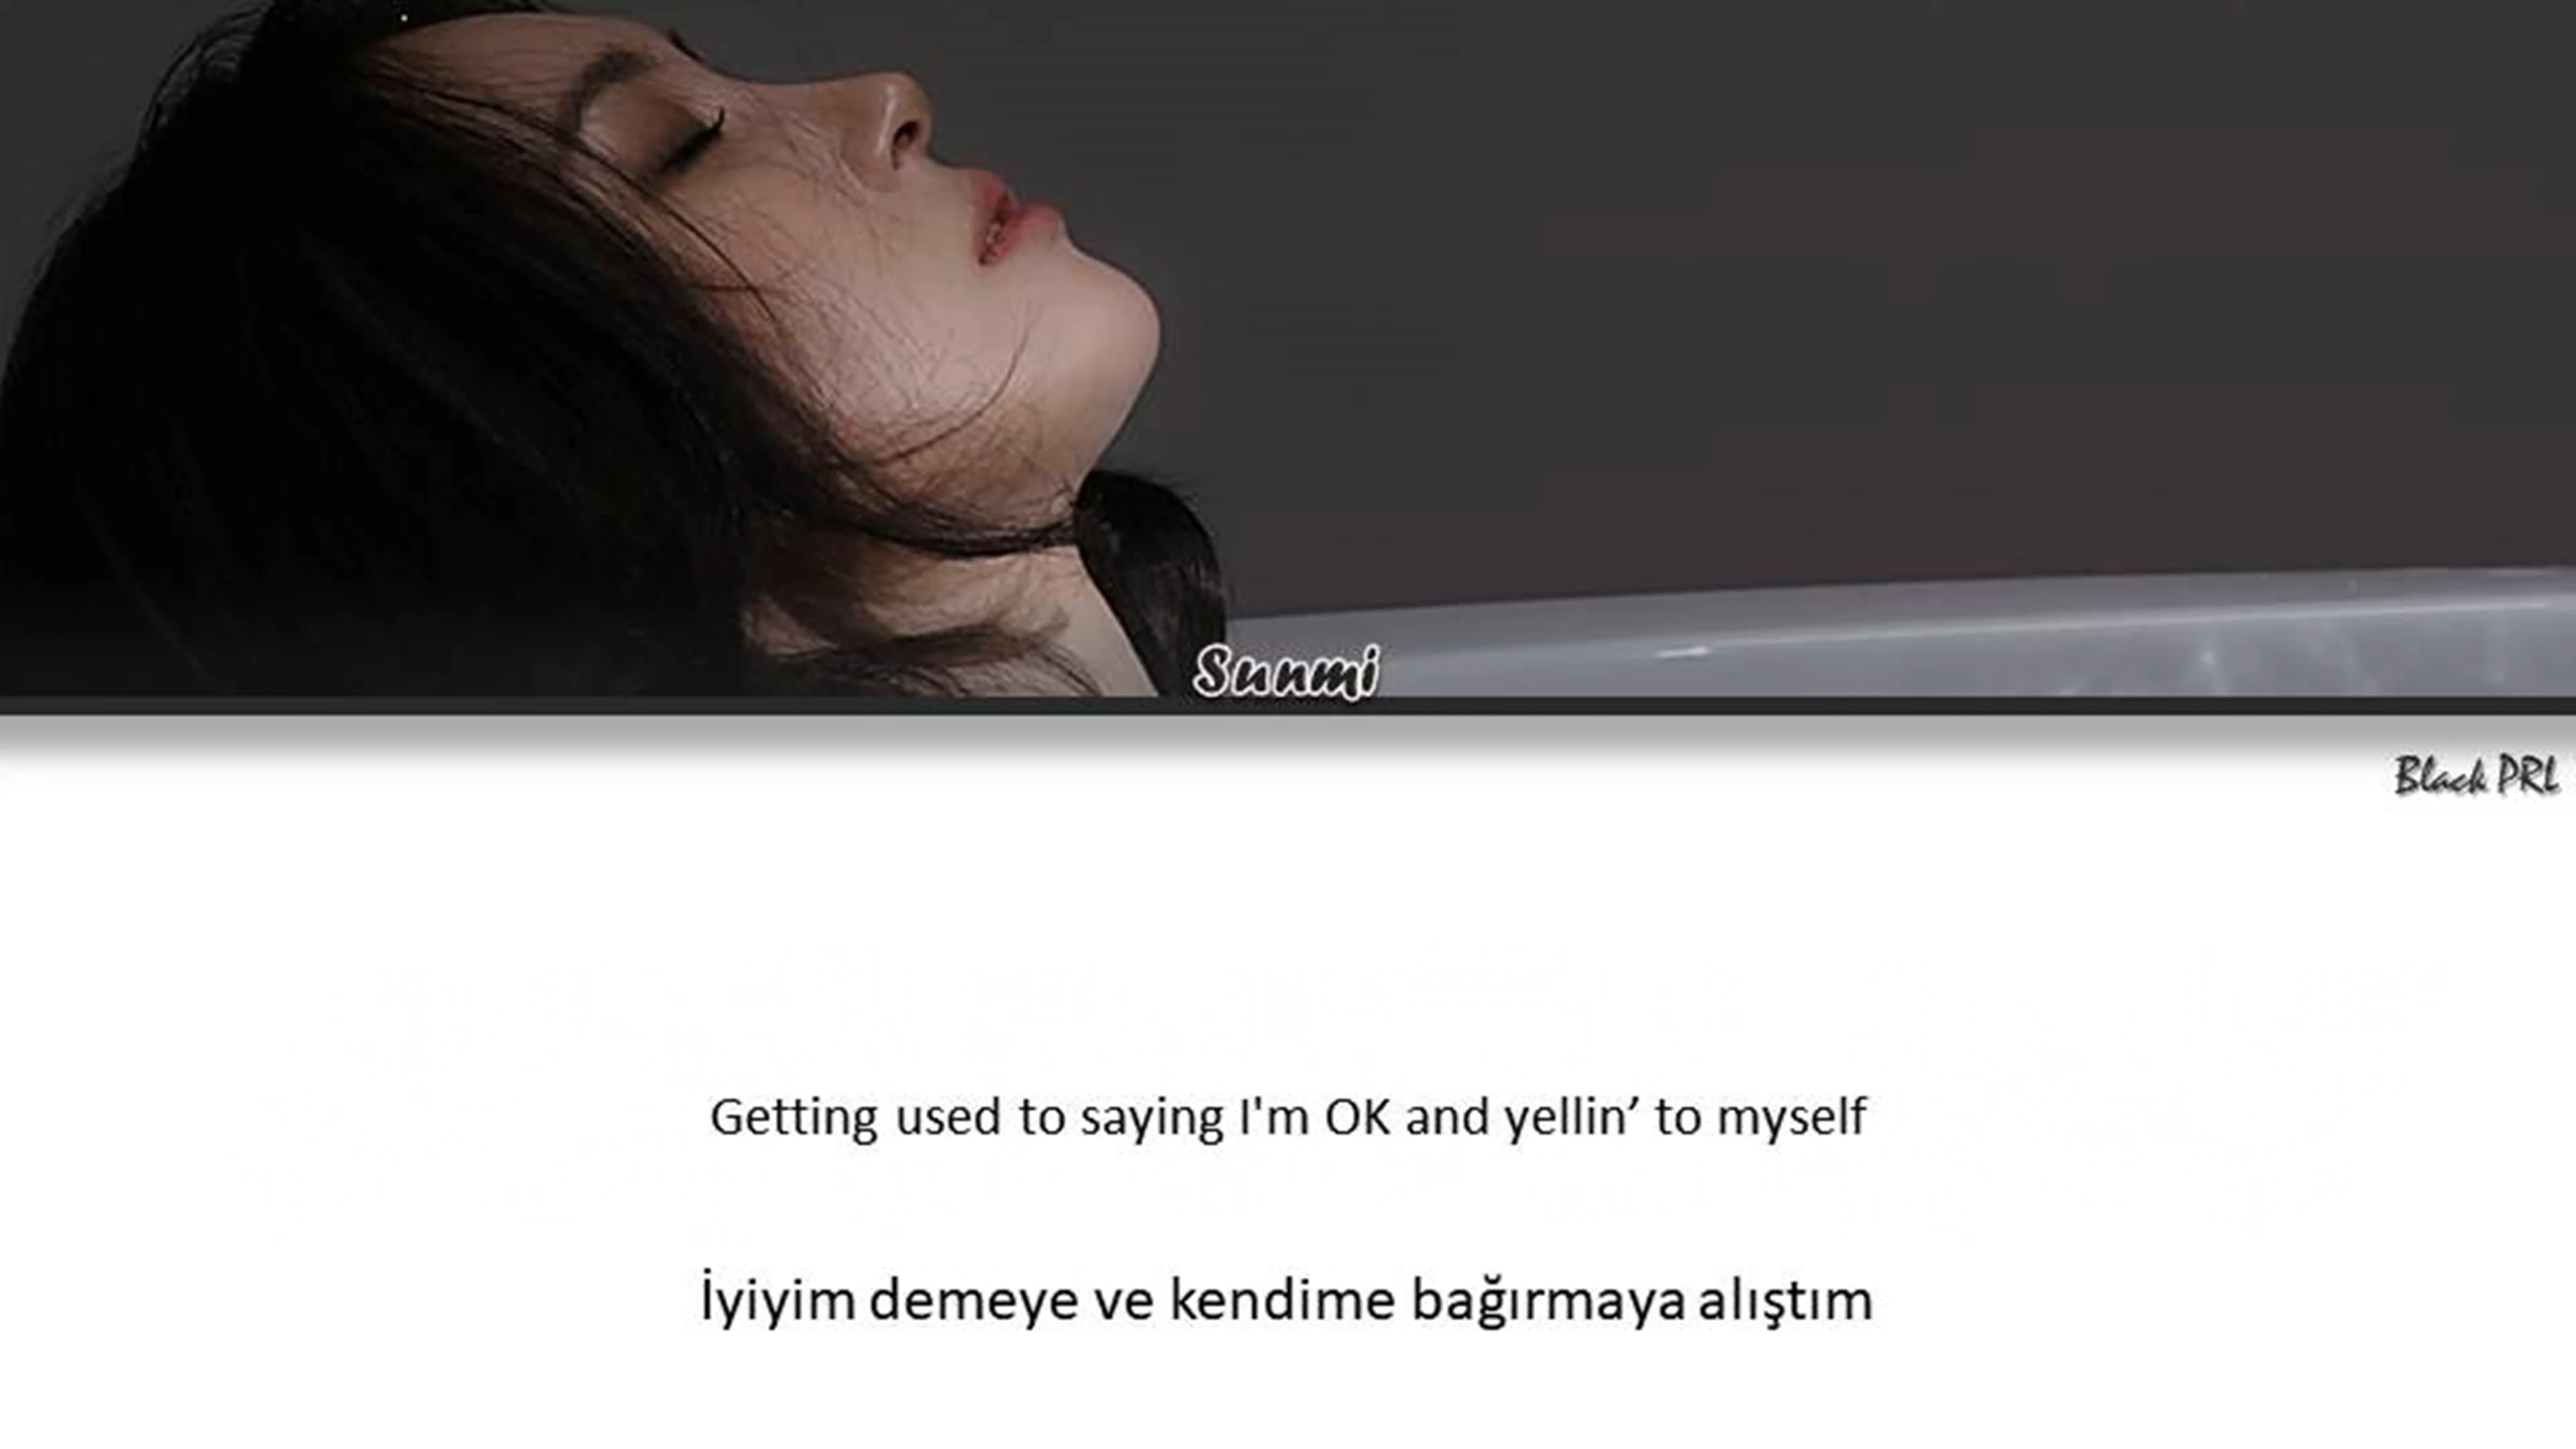 Sunmi
Black PRL
Getting used to saying I'm OK and yellin’ to myself
İyiyim demeye ve kendime bağırmaya alıştım